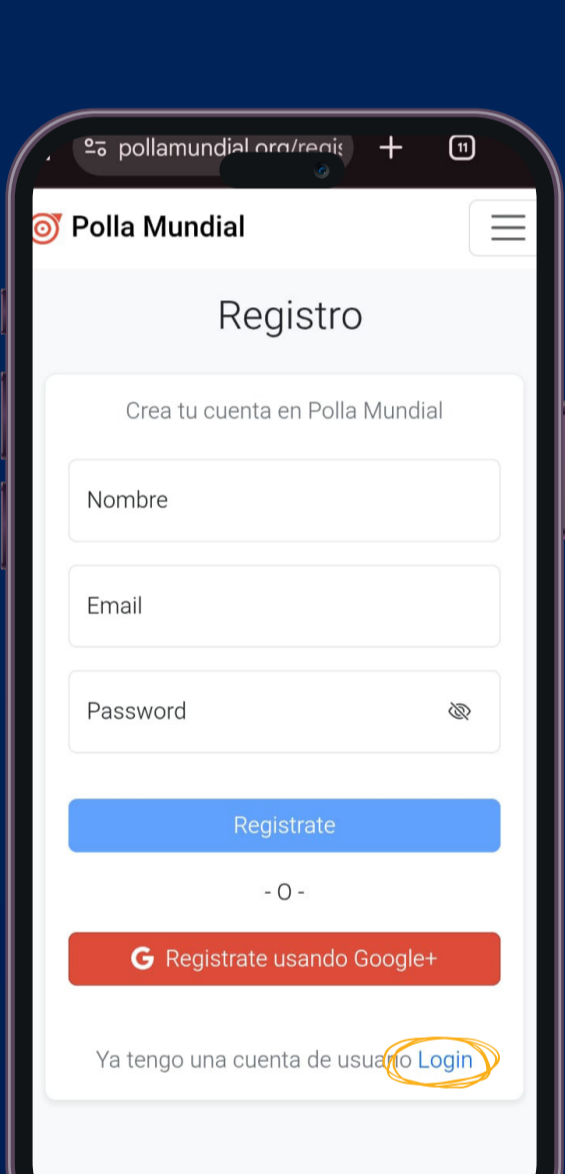 pollamundial.org/regis
11
Polla Mundial
Registro
Crea tu cuenta en Polla Mundial
Nombre
Email
Password
Registrate
- O -
G Registrate usando Google+
Ya tengo una cuenta de usuario Login